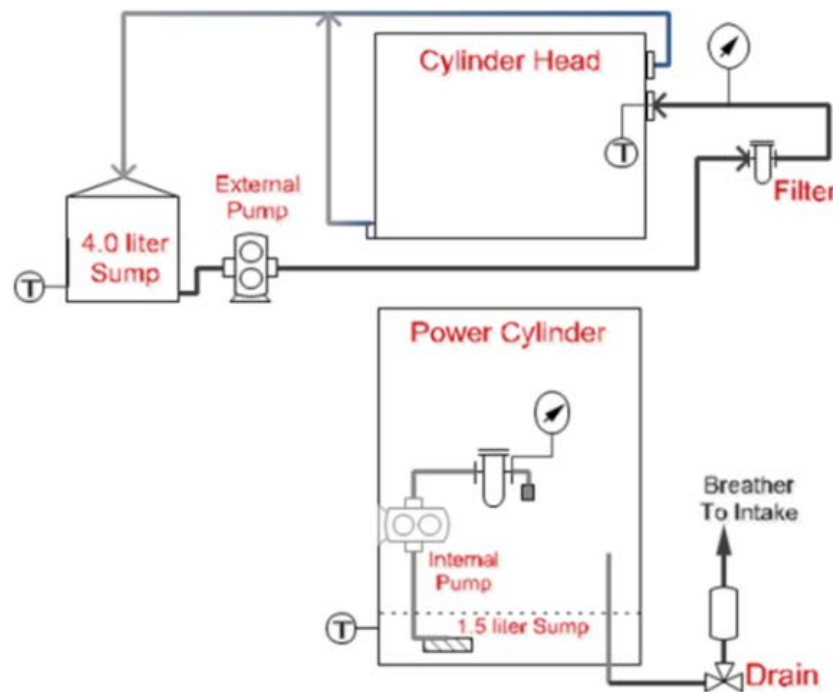 Cylinder Head
T
Filter
External
Pump
4.0 liter
Sump
T
Power Cylinder
Breather
To Intake
Internal
Pump
T
1.5 liter Sump
Drain